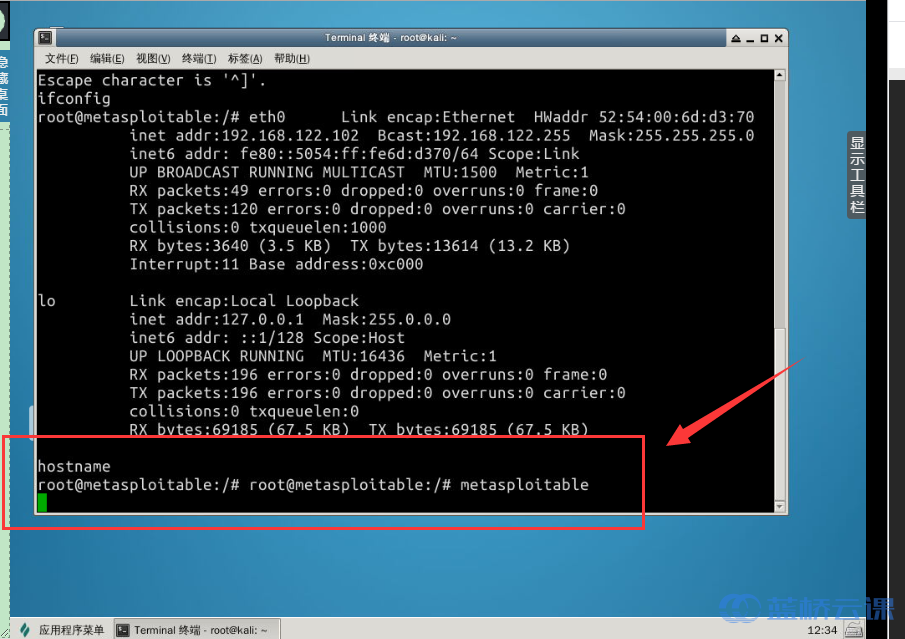 Terminal 终端 - root@kali: ~
文件(F) 编辑(E) 视图(V) 终端(T) 标签(A) 帮助(H)
Escape character is '^]'.
ifconfig
root@metasploitable:/# eth0      Link encap:Ethernet  HWaddr 52:54:00:6d:d3:70
          inet addr:192.168.122.102  Bcast:192.168.122.255  Mask:255.255.255.0
          inet6 addr: fe80::5054:ff:fe6d:d370/64 Scope:Link
          UP BROADCAST RUNNING MULTICAST  MTU:1500  Metric:1
          RX packets:49 errors:0 dropped:0 overruns:0 frame:0
          TX packets:120 errors:0 dropped:0 overruns:0 carrier:0
          collisions:0 txqueuelen:1000
          RX bytes:3640 (3.5 KB)  TX bytes:13614 (13.2 KB)
          Interrupt:11 Base address:0xc000
lo        Link encap:Local Loopback
          inet addr:127.0.0.1  Mask:255.0.0.0
          inet6 addr: ::1/128 Scope:Host
          UP LOOPBACK RUNNING  MTU:16436  Metric:1
          RX packets:196 errors:0 dropped:0 overruns:0 frame:0
          TX packets:196 errors:0 dropped:0 overruns:0 carrier:0
          collisions:0 txqueuelen:0
          RX bytes:69185 (67.5 KB)  TX bytes:69185 (67.5 KB)
hostname
root@metasploitable:/# root@metasploitable:/# metasploitable
隐藏桌面
显示工具栏
蓝桥云课
应用程序菜单
Terminal 终端 - root@kali: ~
12:34